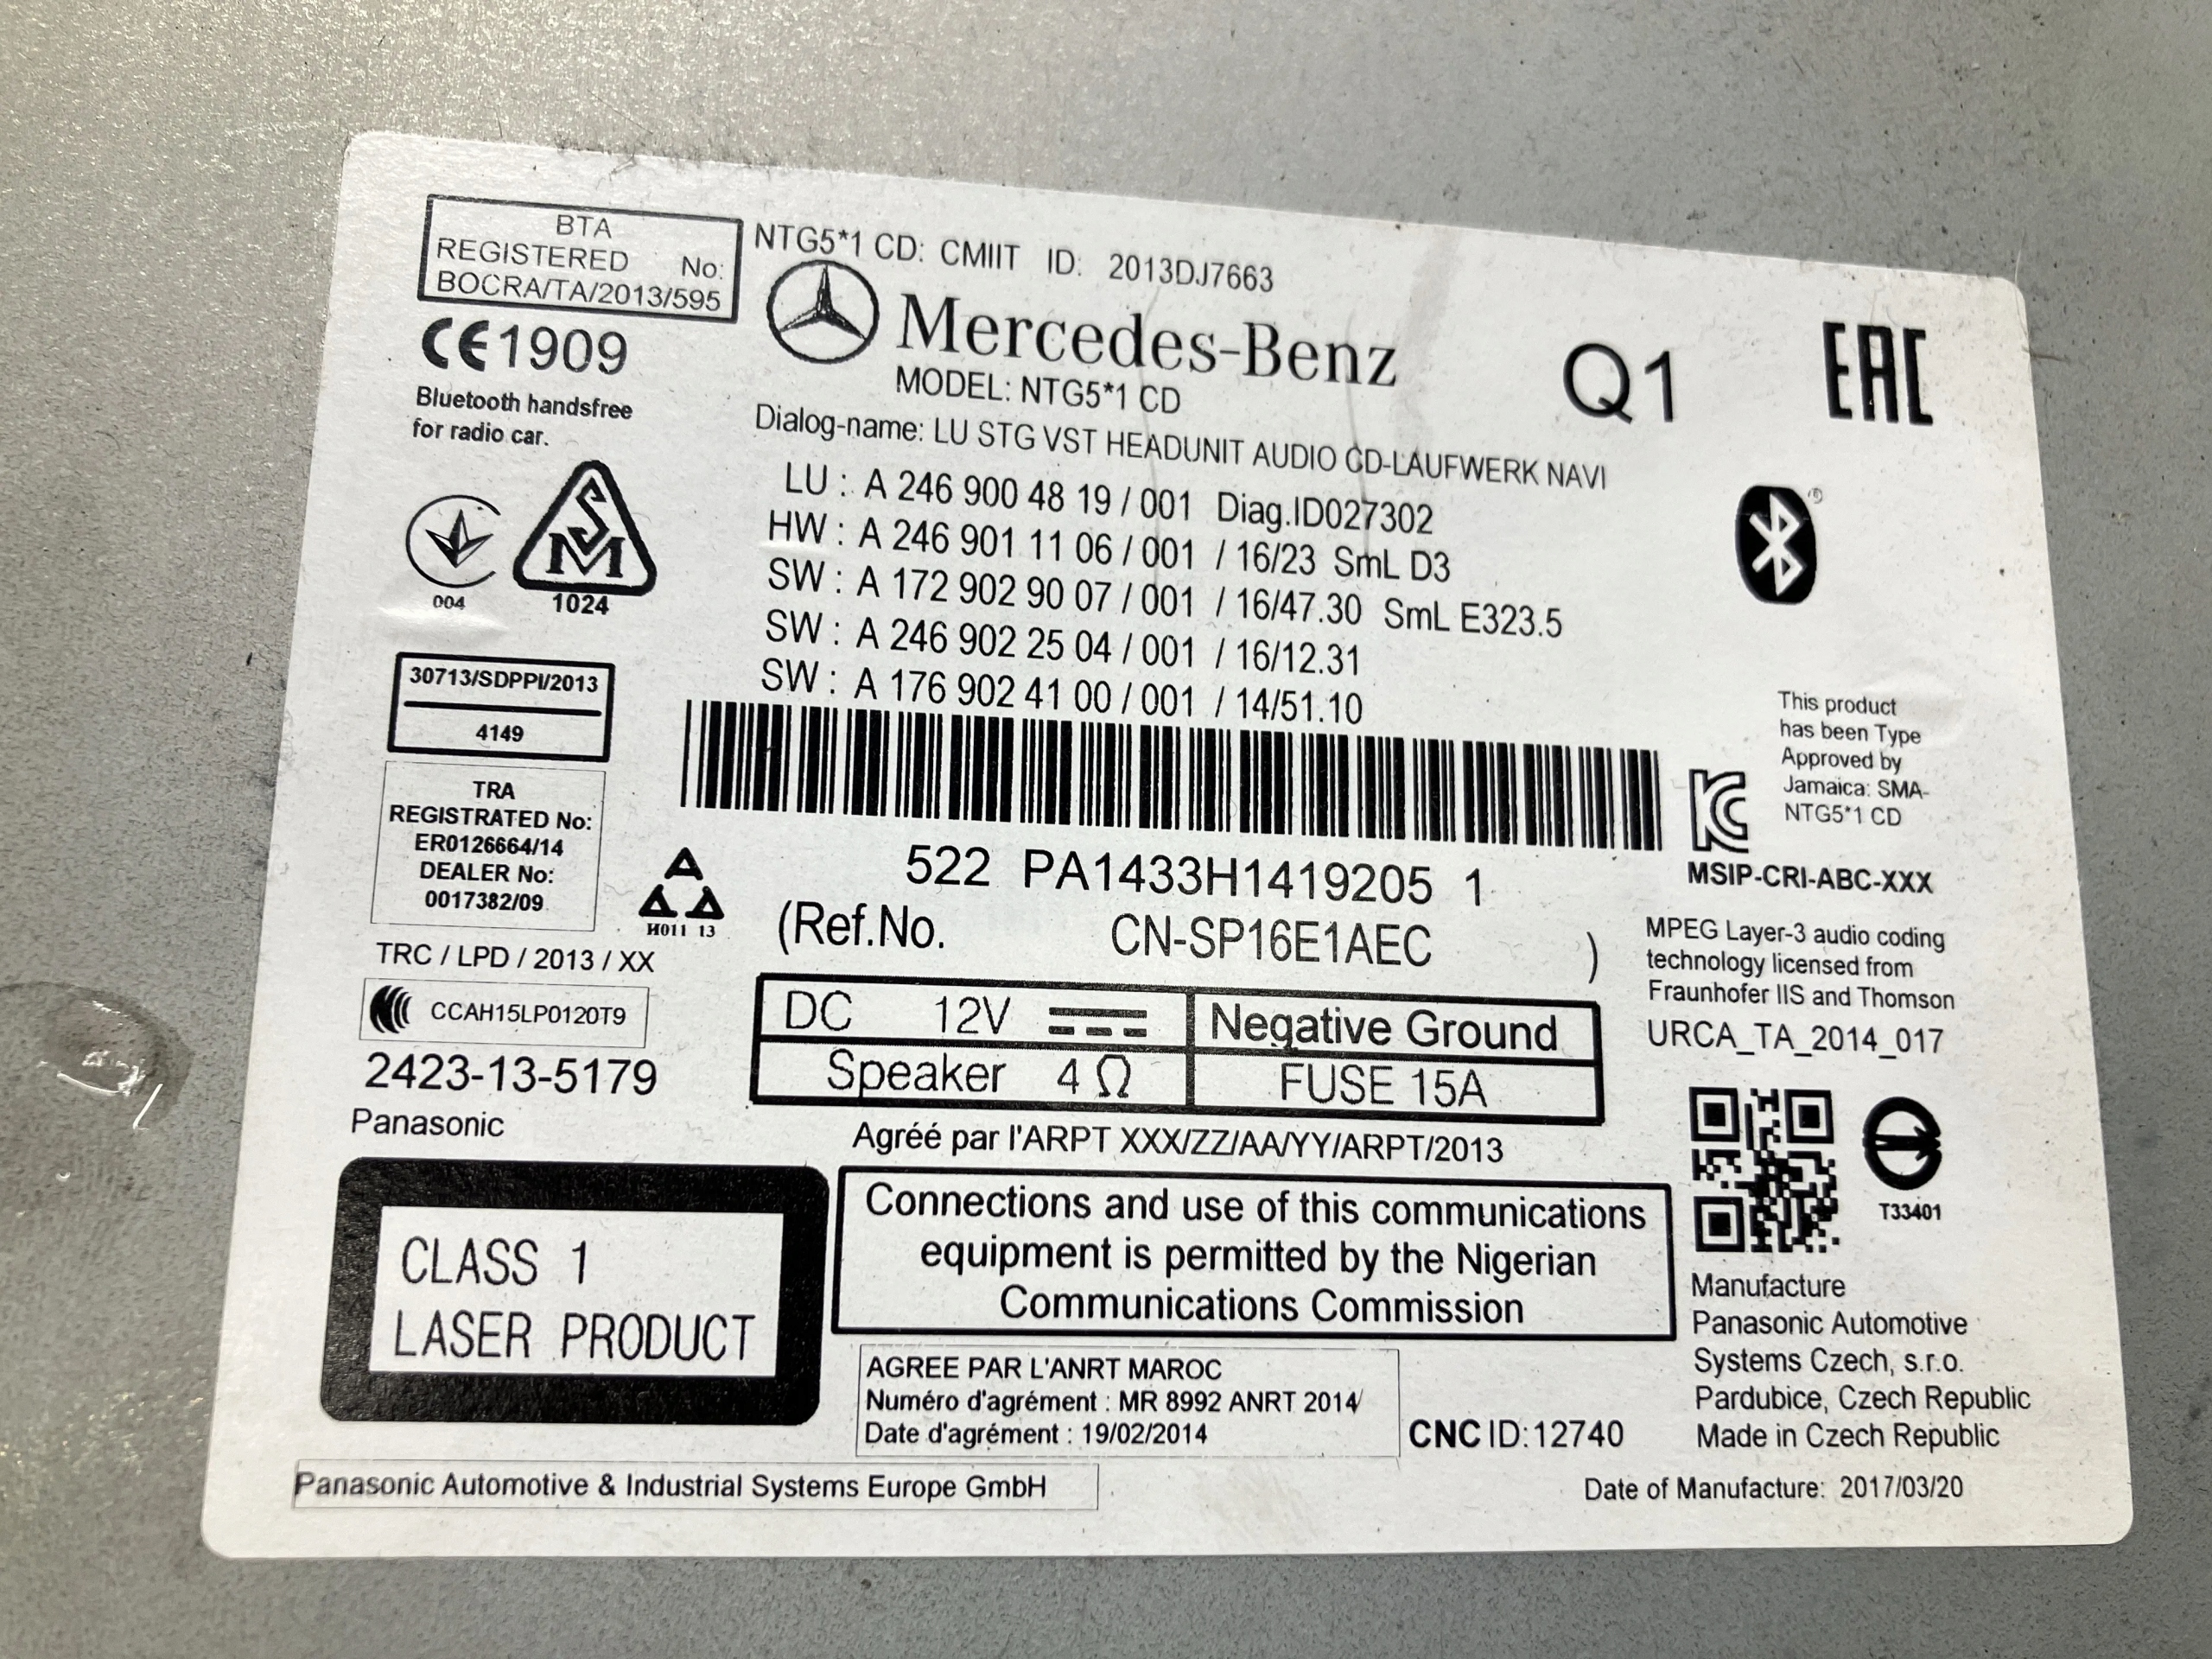 BTA
REGISTERED No:
BOCRA/TA/2013/595
CE1909
Bluetooth handsfree
for radio car.
004
SM
1024
30713/SDPPI/2013
4149
TRA
REGISTRATED No:
ER0126664/14
DEALER No:
0017382/09
И011 13
TRC / LPD / 2013 / XX
CCAH15LP0120T9
2423-13-5179
Panasonic
CLASS 1
LASER PRODUCT
NTG5*1 CD: CMIIT ID: 2013DJ7663
Mercedes-Benz
MODEL: NTG5*1 CD
Q1
EAC
Dialog-name: LU STG VST HEADUNIT AUDIO CD-LAUFWERK NAVI
LU : A 246 900 48 19 / 001 Diag.ID027302
HW : A 246 901 11 06 / 001 / 16/23 SmL D3
SW : A 172 902 90 07 / 001 / 16/47.30 SmL E323.5
SW : A 246 902 25 04 / 001 / 16/12.31
SW : A 176 902 41 00 / 001 / 14/51.10
522 PA1433H1419205 1
(Ref.No. CN-SP16E1AEC )
DC 12V Negative Ground
Speaker 4 Ω FUSE 15A
Agréé par l'ARPT XXX/ZZ/AA/YY/ARPT/2013
Connections and use of this communications
equipment is permitted by the Nigerian
Communications Commission
AGREE PAR L'ANRT MAROC
Numéro d'agrément : MR 8992 ANRT 2014
Date d'agrément : 19/02/2014
CNC ID:12740
This product
has been Type
Approved by
Jamaica: SMA-
NTG5*1 CD
MSIP-CRI-ABC-XXX
MPEG Layer-3 audio coding
technology licensed from
Fraunhofer IIS and Thomson
URCA_TA_2014_017
T33401
Manufacture
Panasonic Automotive
Systems Czech, s.r.o.
Pardubice, Czech Republic
Made in Czech Republic
Panasonic Automotive & Industrial Systems Europe GmbH
Date of Manufacture: 2017/03/20